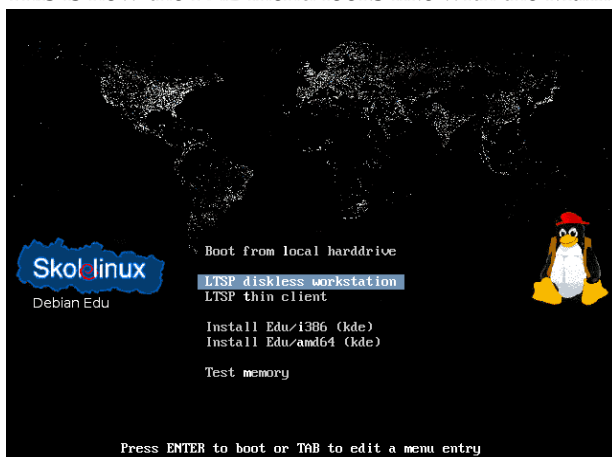 Boot from local harddrive
Skolelinux
LTSP diskless workstation
Debian Edu
LTSP thin client
Install Edu/i386 (kde)
Install Edu/amd64 (kde)
Test memory
Press ENTER to boot or TAB to edit a menu entry